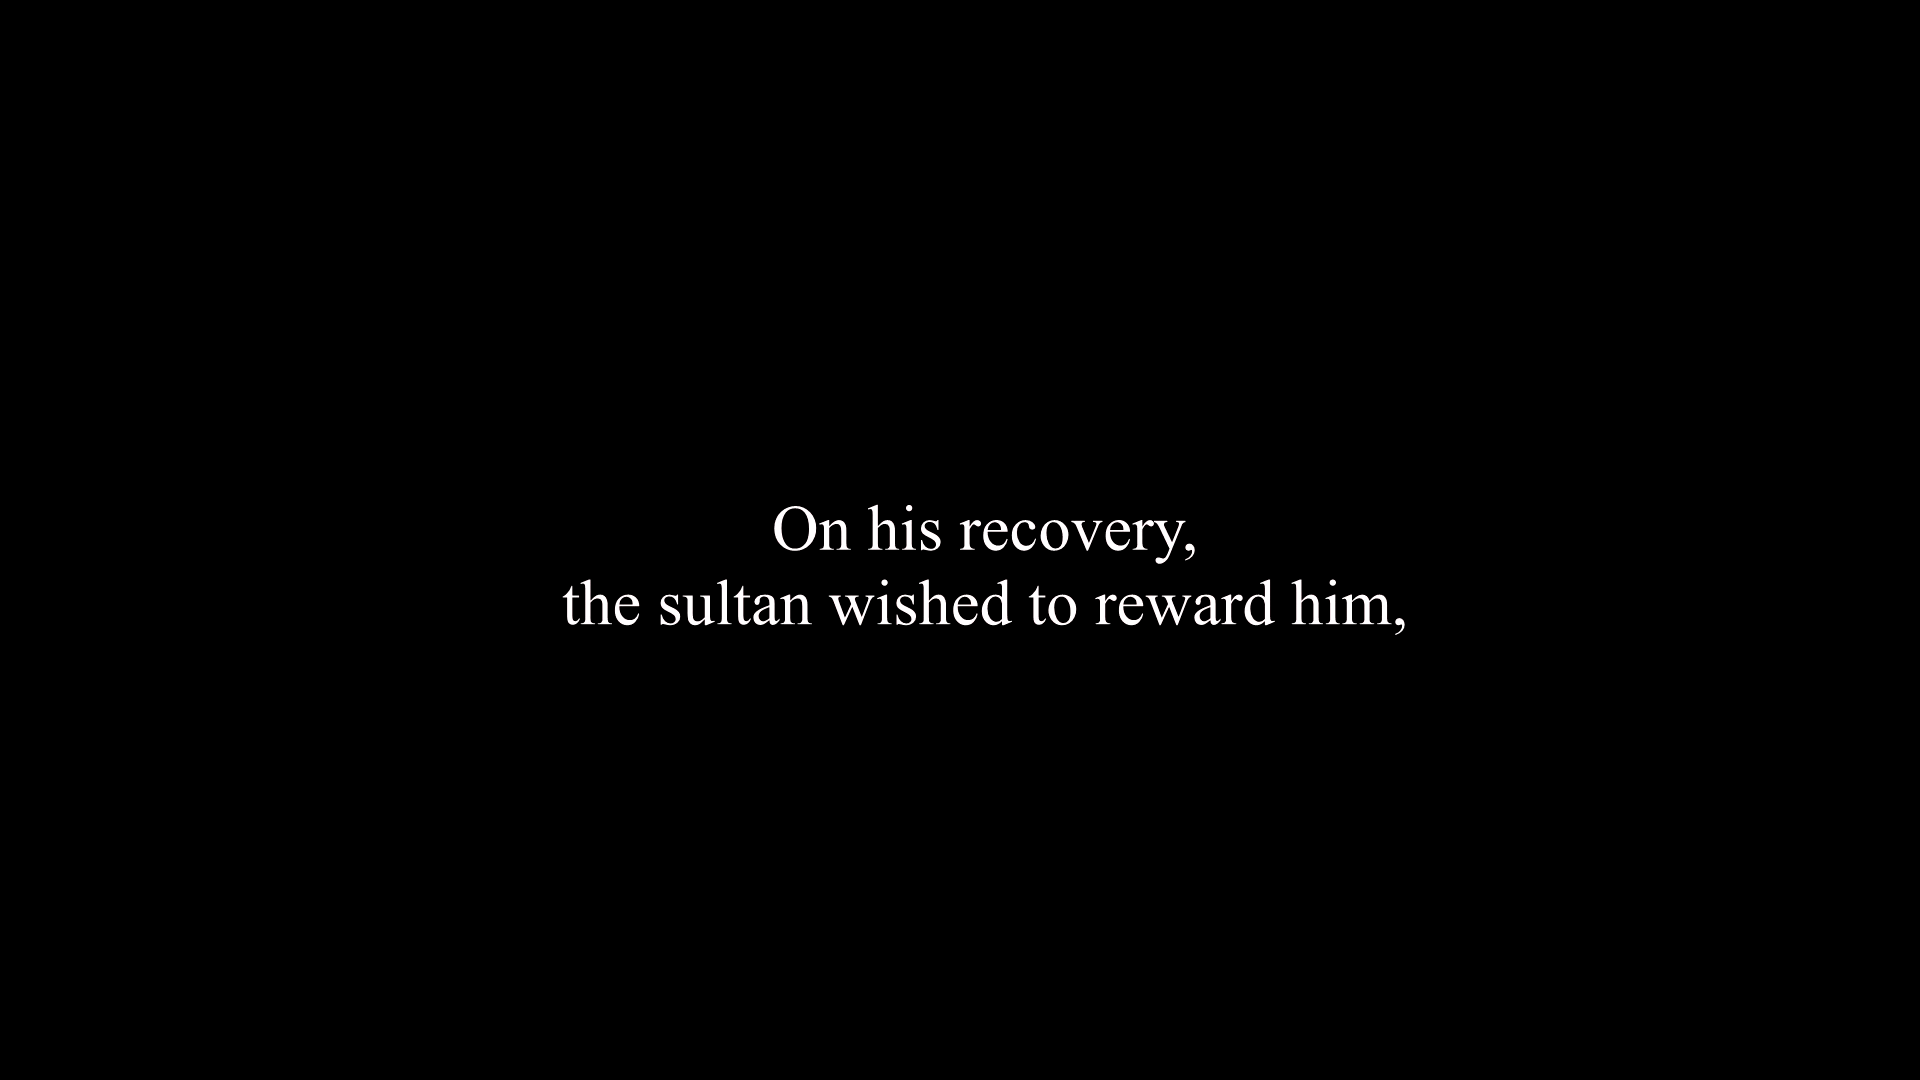 On his recovery,
the sultan wished to reward him,